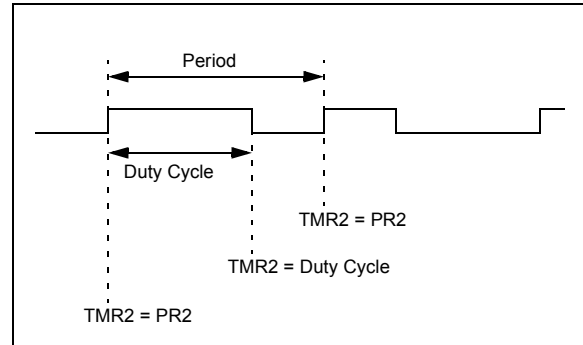 Period
Duty Cycle
TMR2 = PR2
TMR2 = Duty Cycle
TMR2 = PR2